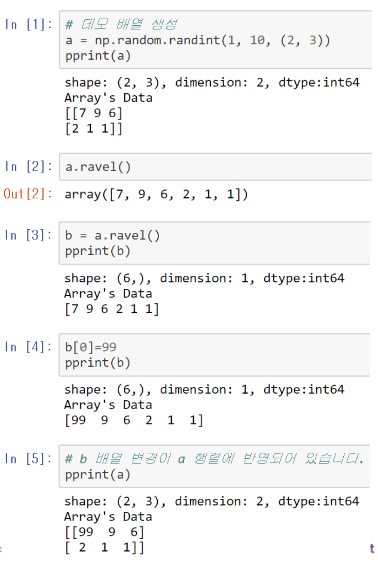 In [1]: # 데모 배열 생성
a = np.random.randint(1, 10, (2, 3))
pprint(a)
shape: (2, 3), dimension: 2, dtype:int64
Array's Data
[[7 9 6]
[2 1 1]]
In [2]: a.ravel()
Out[2]: array([7, 9, 6, 2, 1, 1])
In [3]: b = a.ravel()
pprint(b)
shape: (6,), dimension: 1, dtype:int64
Array's Data
[7 9 6 2 1 1]
In [4]: b[0]=99
pprint(b)
shape: (6,), dimension: 1, dtype:int64
Array's Data
[99 9 6 2 1 1]
In [5]: # b 배열 변경이 a 행렬에 반영되어 있습니다.
pprint(a)
shape: (2, 3), dimension: 2, dtype:int64
Array's Data
[[99 9 6]
[ 2 1 1]]
t